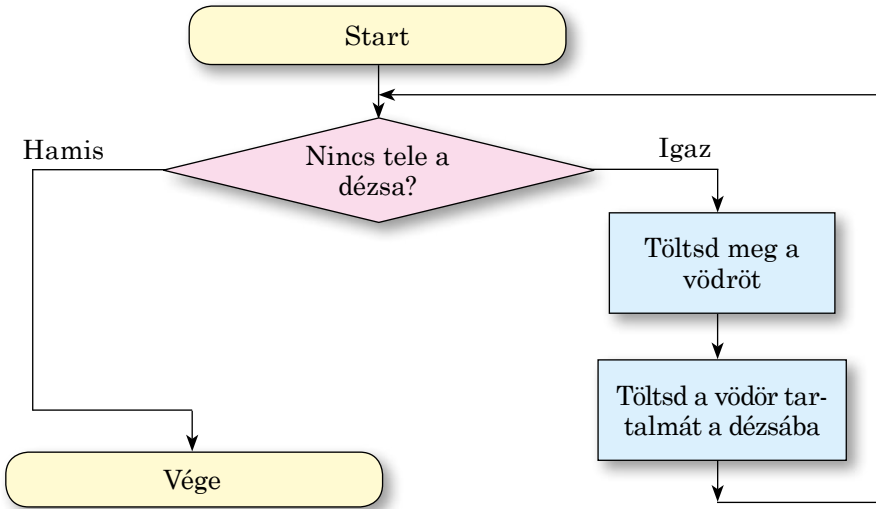 Start
Hamis
Nincs tele a
dézsa?
Igaz
Töltsd meg a
vödröt
Töltsd a vödör tar-
talmát a dézsába
Vége